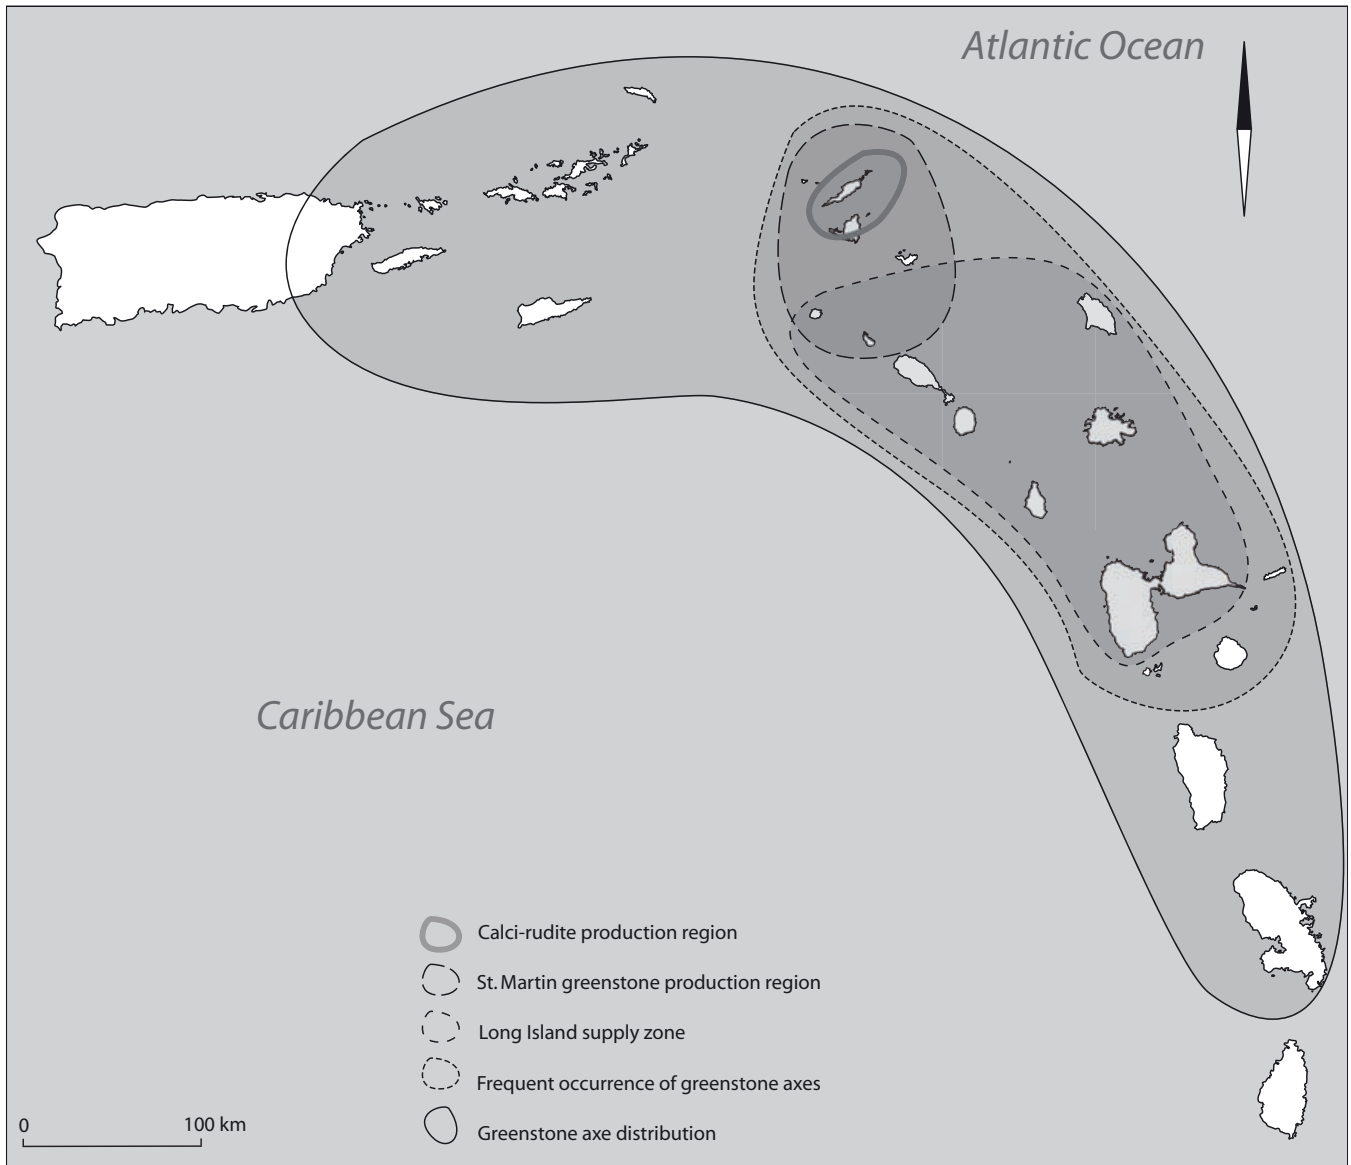 Atlantic Ocean
Caribbean Sea
Calci-rudite production region
St. Martin greenstone production region
Long Island supply zone
Frequent occurrence of greenstone axes
Greenstone axe distribution
0 100 km